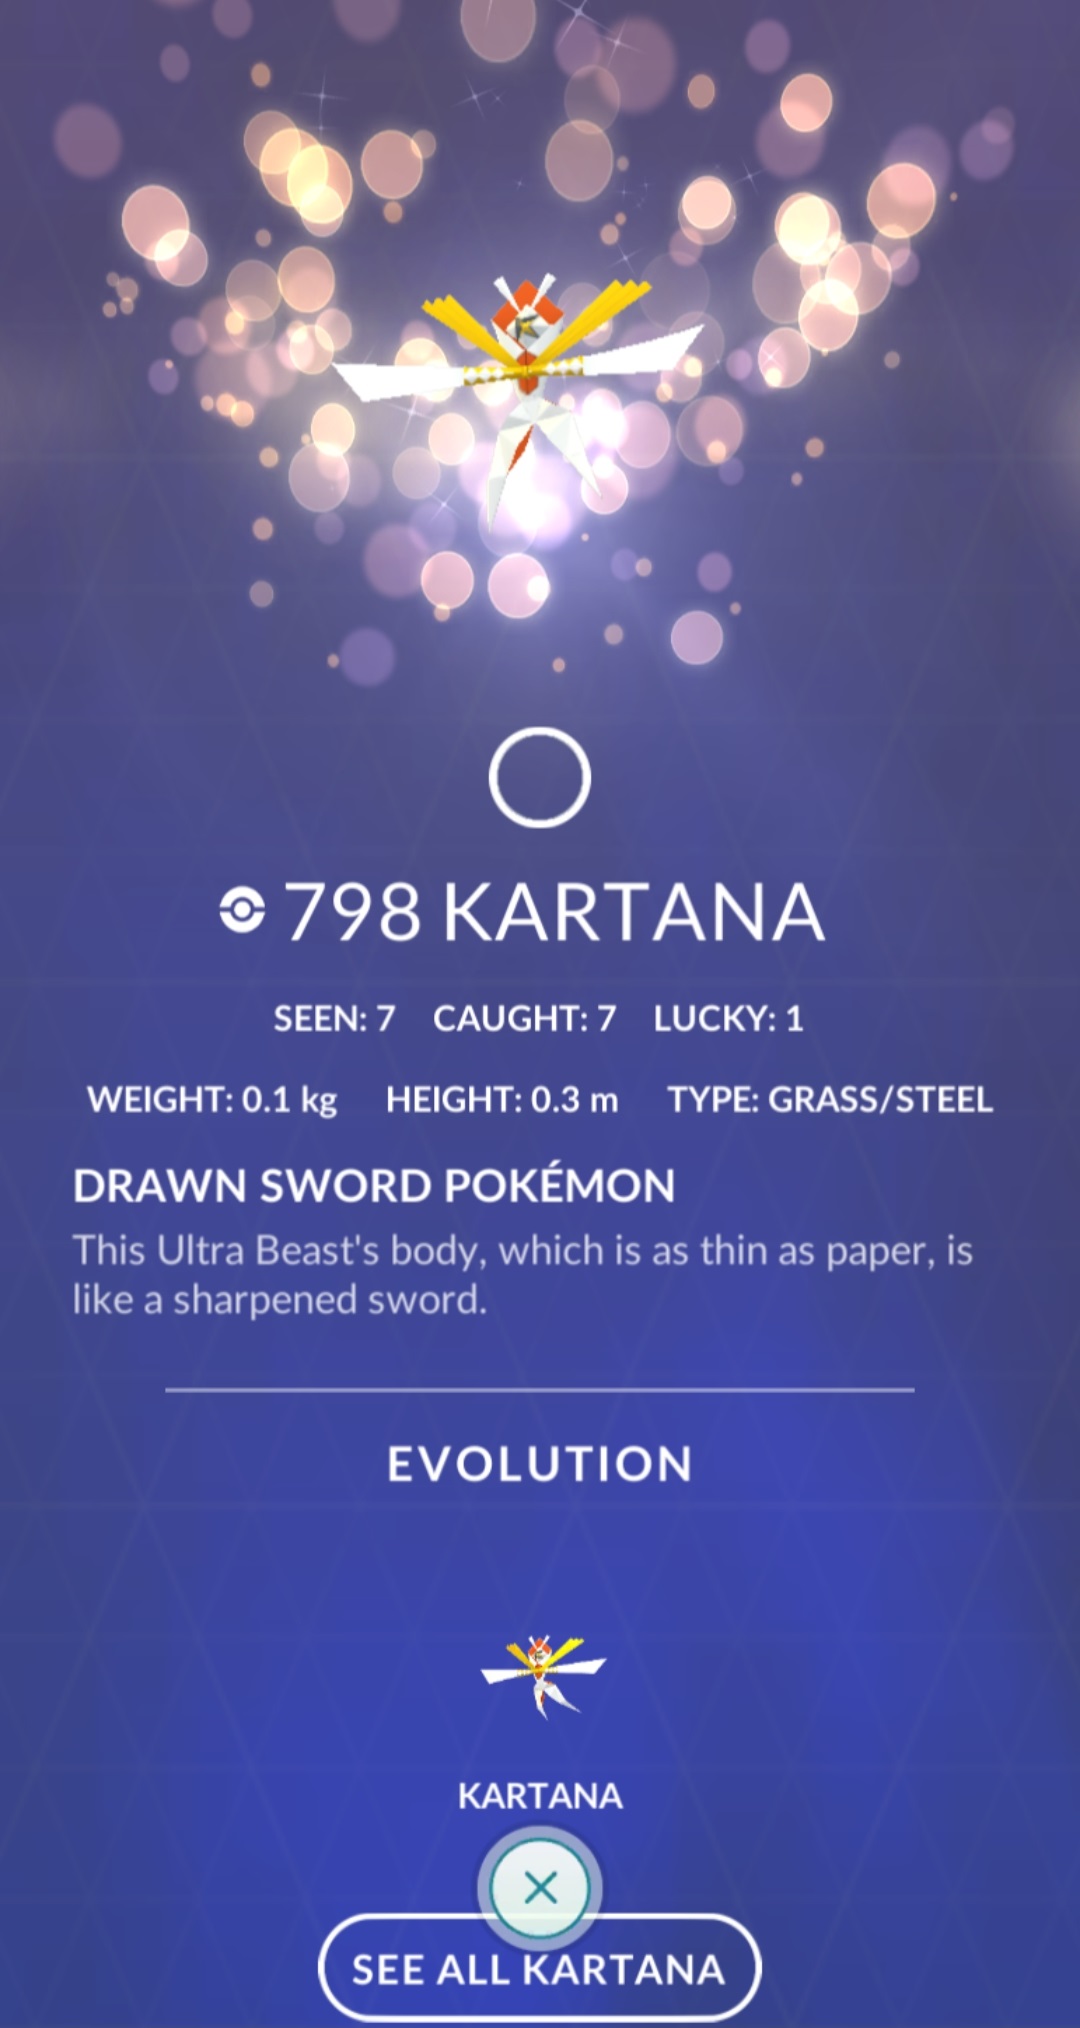 798 KARTANA
SEEN: 7 CAUGHT: 7 LUCKY: 1
WEIGHT: 0.1 kg HEIGHT: 0.3 m TYPE: GRASS/STEEL
DRAWN SWORD POKÉMON
This Ultra Beast's body, which is as thin as paper, is
like a sharpened sword.
EVOLUTION
KARTANA
SEE ALL KARTANA